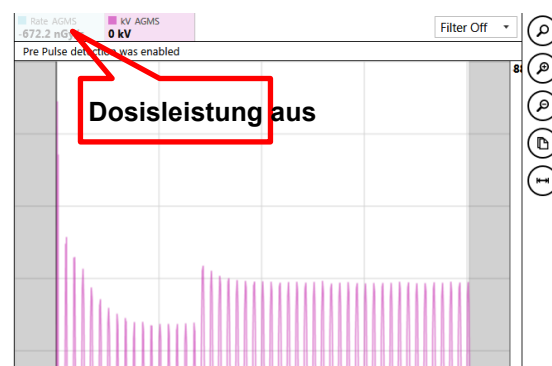 Rate AGMS
-672.2 nGy
kV AGMS
0 kV
Filter Off
Pre Pulse detection was enabled
Dosisleistung aus